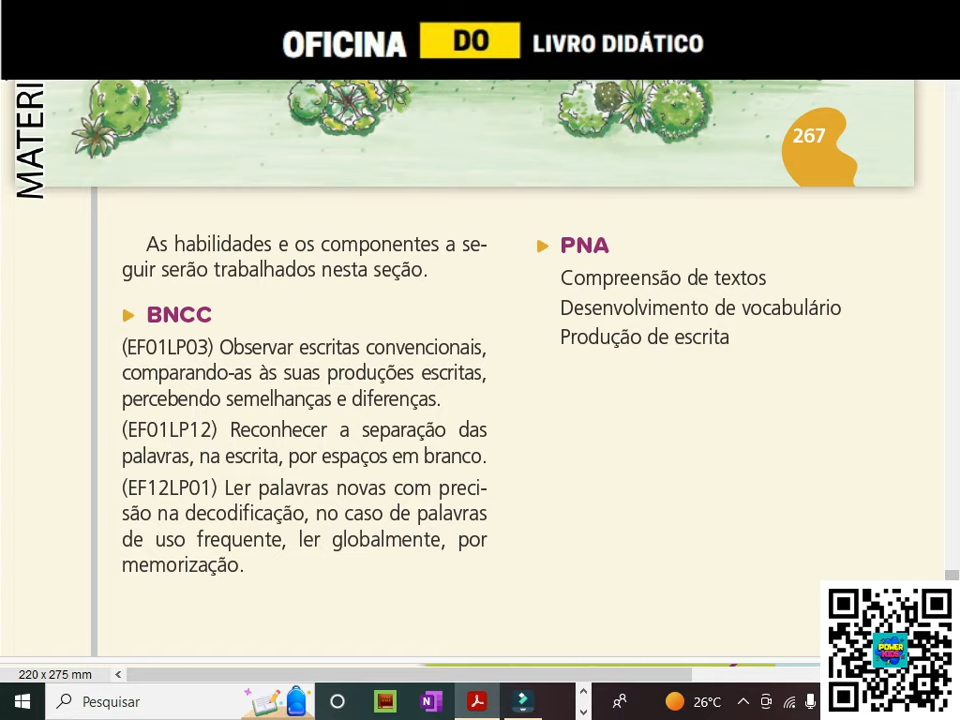 OFICINA DO LIVRO DIDÁTICO
MATERI
267
As habilidades e os componentes a se-
guir serão trabalhados nesta seção.
BNCC
(EF01LP03) Observar escritas convencionais,
comparando-as às suas produções escritas,
percebendo semelhanças e diferenças.
(EF01LP12) Reconhecer a separação das
palavras, na escrita, por espaços em branco.
(EF12LP01) Ler palavras novas com preci-
são na decodificação, no caso de palavras
de uso frequente, ler globalmente, por
memorização.
PNA
Compreensão de textos
Desenvolvimento de vocabulário
Produção de escrita
220 x 275 mm
Pesquisar
26°C
POWER
KIDS